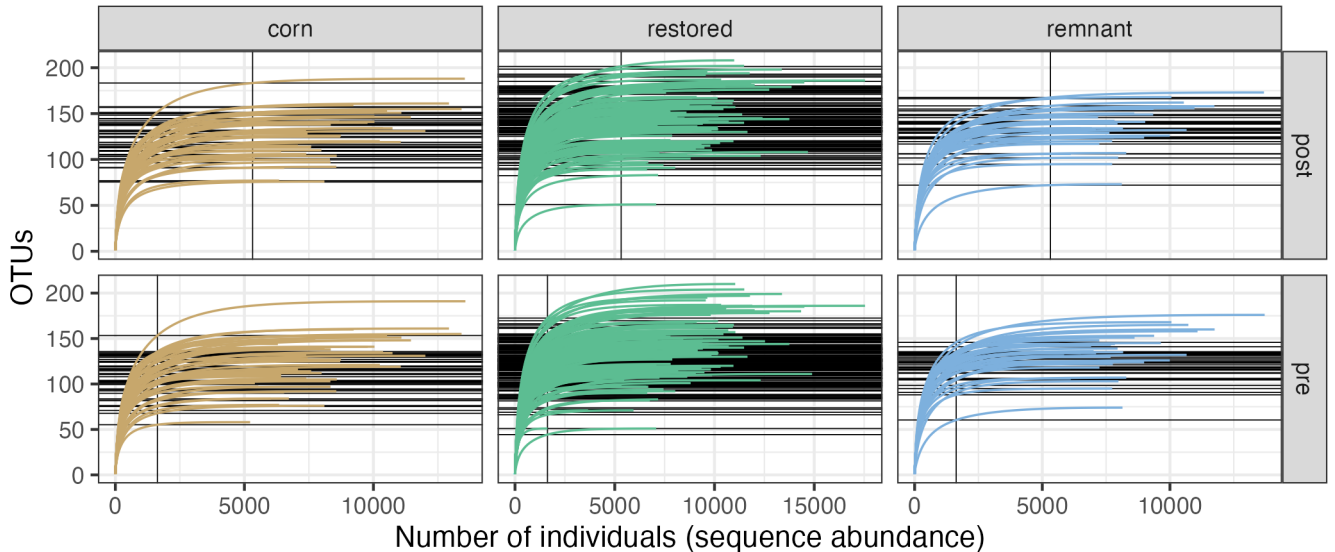 corn restored remnant
200
150
100
50
0
post
200
150
100
50
0
pre
OTUs
0 5000 10000 0 5000 10000 15000 0 5000 10000
Number of individuals (sequence abundance)